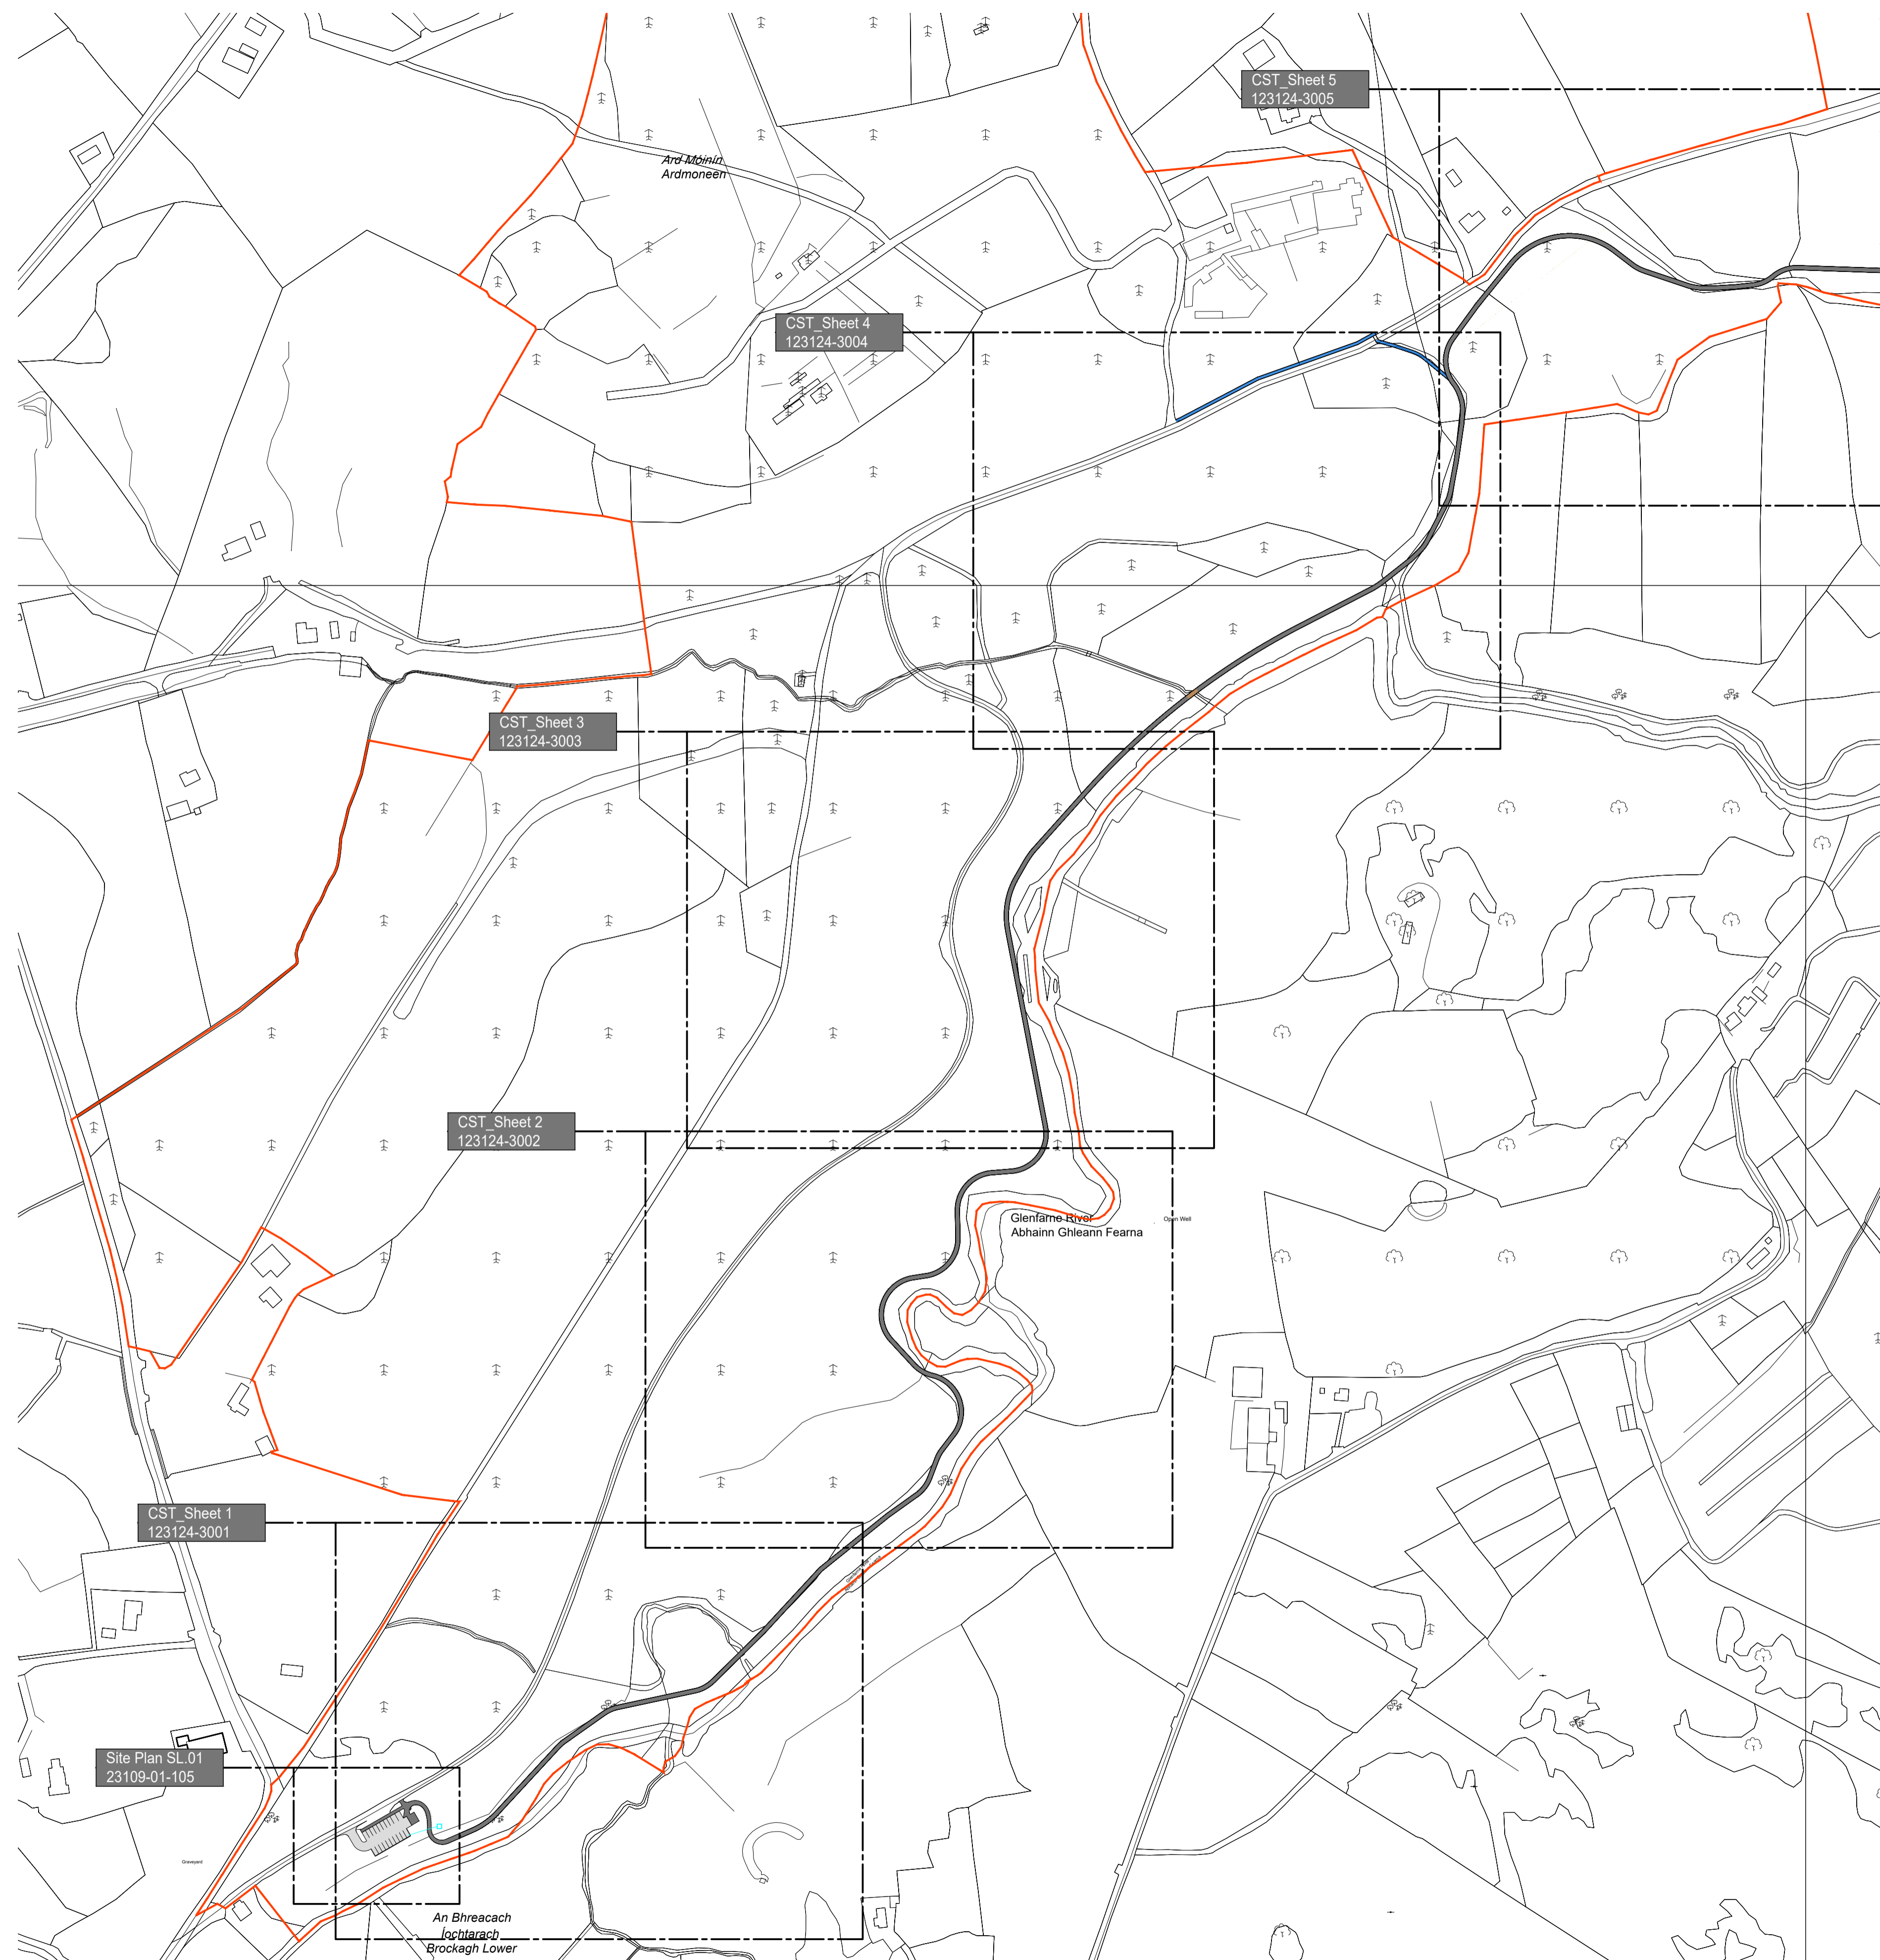 CST_Sheet 5
123124-3005
Ard Móinín
Ardmoneen
CST_Sheet 4
123124-3004
CST_Sheet 3
123124-3003
CST_Sheet 2
123124-3002
Glenfarne River
Abhainn Ghleann Fearna
Open Well
CST_Sheet 1
123124-3001
Site Plan SL.01
23109-01-105
Graveyard
An Bhreacach
Íochtarach
Brockagh Lower